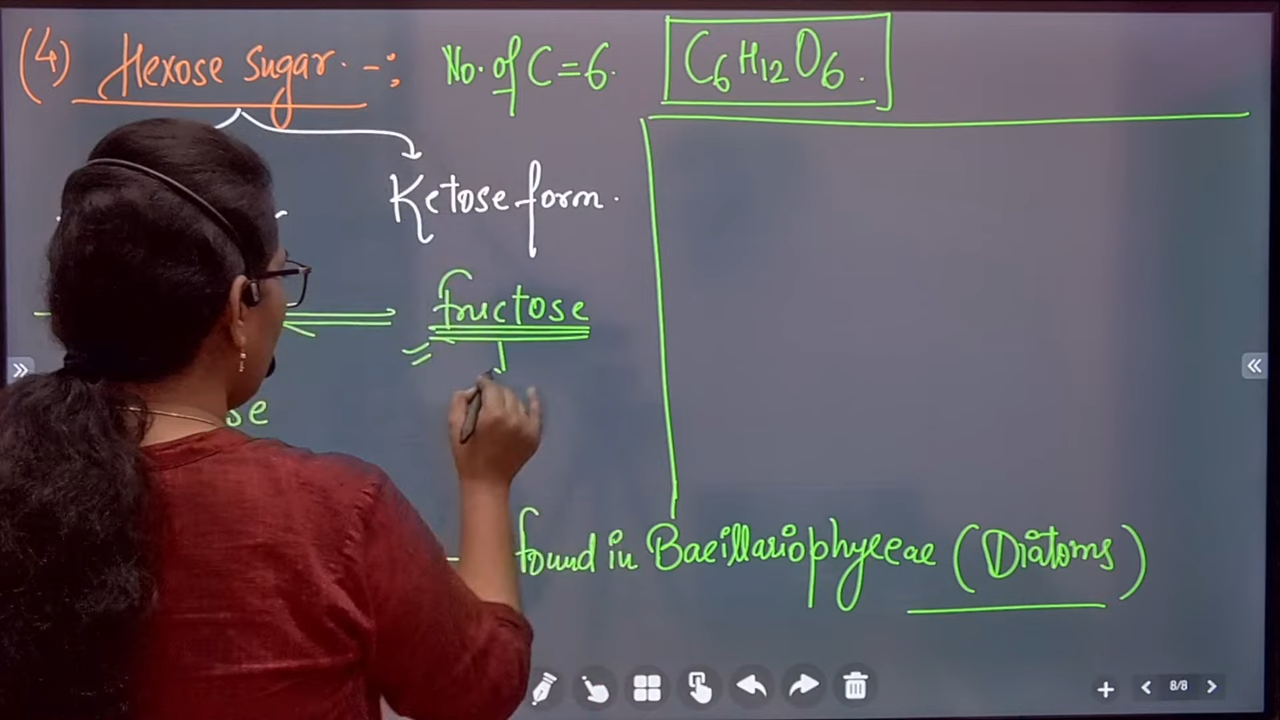 (4) Hexose Sugar. -: No. of C = 6. C6H12O6.
Ketose form.
fructose
se
found in Bacillariophyceae (Diatoms)
8/8